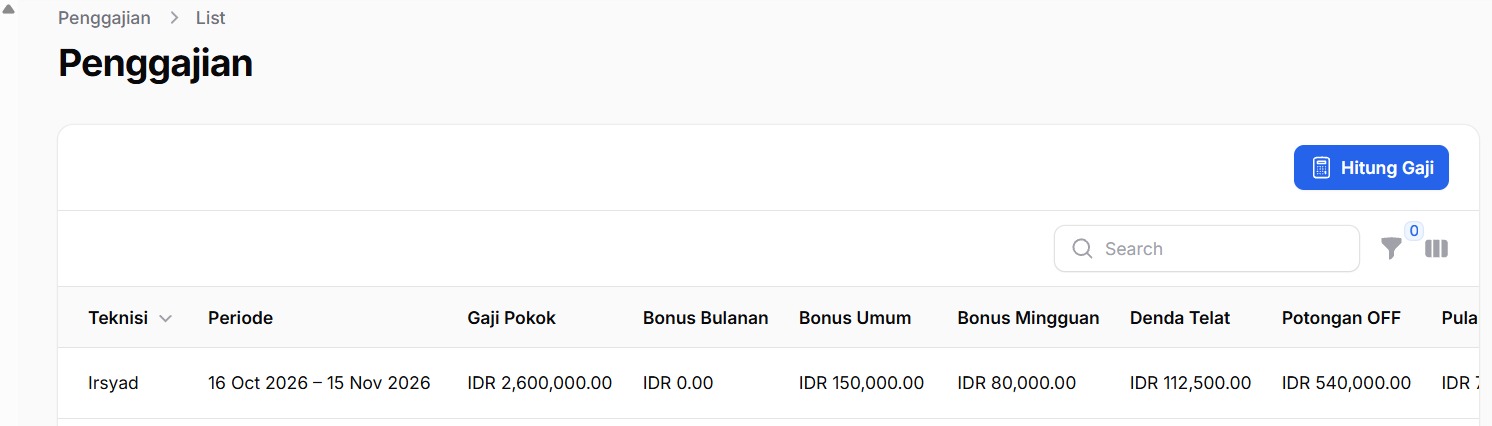 Penggajian > List
Penggajian
Hitung Gaji
0
Search
Teknisi Periode Gaji Pokok Bonus Bulanan Bonus Umum Bonus Mingguan Denda Telat Potongan OFF
Irsyad 16 Oct 2026 – 15 Nov 2026 IDR 2,600,000.00 IDR 0.00 IDR 150,000.00 IDR 80,000.00 IDR 112,500.00 IDR 540,000.00 IDR